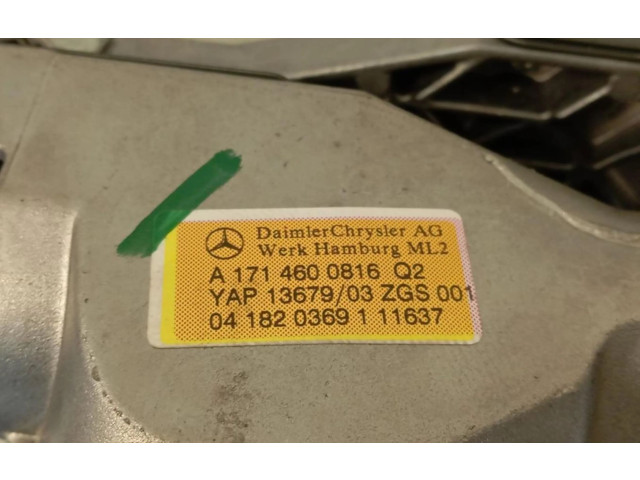 DaimlerChrysler AG
Werk Hamburg ML2
A 171 460 0816 Q2
YAP 13679/03 ZGS 001
04 182 0369 1 11637